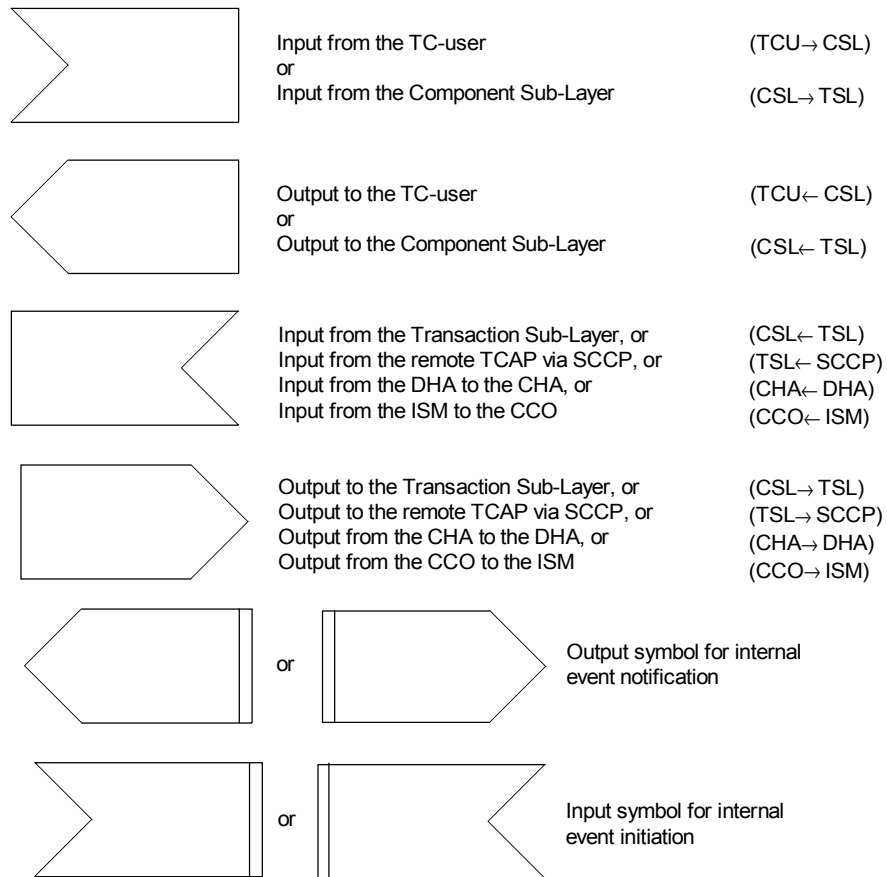 Input from the TC-user (TCU→ CSL)
or
Input from the Component Sub-Layer (CSL→ TSL)
Output to the TC-user (TCU← CSL)
or
Output to the Component Sub-Layer (CSL← TSL)
Input from the Transaction Sub-Layer, or (CSL← TSL)
Input from the remote TCAP via SCCP, or (TSL← SCCP)
Input from the DHA to the CHA, or (CHA← DHA)
Input from the ISM to the CCO (CCO← ISM)
Output to the Transaction Sub-Layer, or (CSL→ TSL)
Output to the remote TCAP via SCCP, or (TSL→ SCCP)
Output from the CHA to the DHA, or (CHA→ DHA)
Output from the CCO to the ISM (CCO→ ISM)
or
Output symbol for internal
event notification
or
Input symbol for internal
event initiation